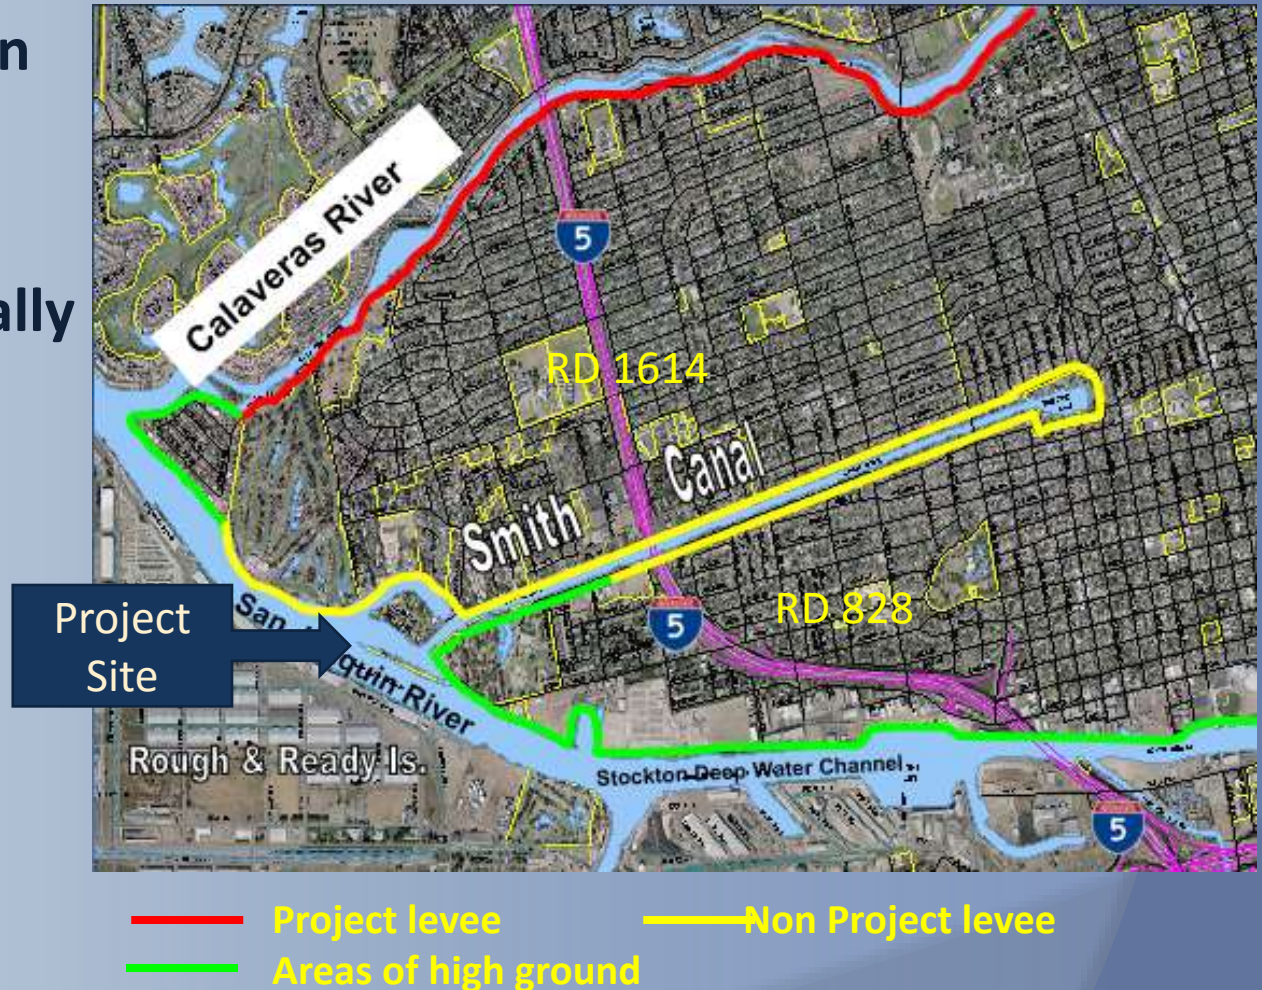 n
ally
Calaveras River
5
RD 1614
Canal
Smith
Project
Site
San
quin River
5
RD 828
Rough & Ready Is.
Stockton Deep Water Channel
5
Project levee
Non Project levee
Areas of high ground